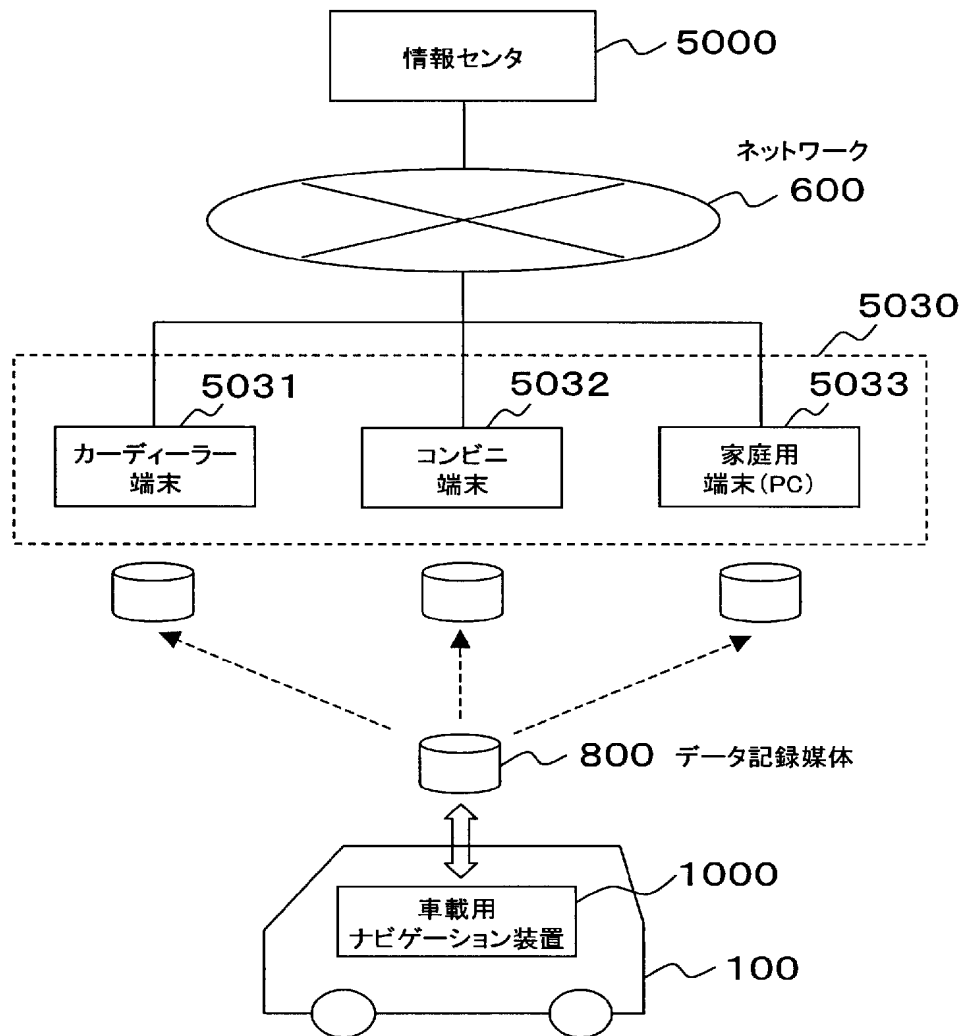 情報センタ
5000
ネットワーク
600
5030
5031
5032
5033
カーディーラー
端末
コンビニ
端末
家庭用
端末(PC)
800 データ記録媒体
1000
車載用
ナビゲーション装置
100